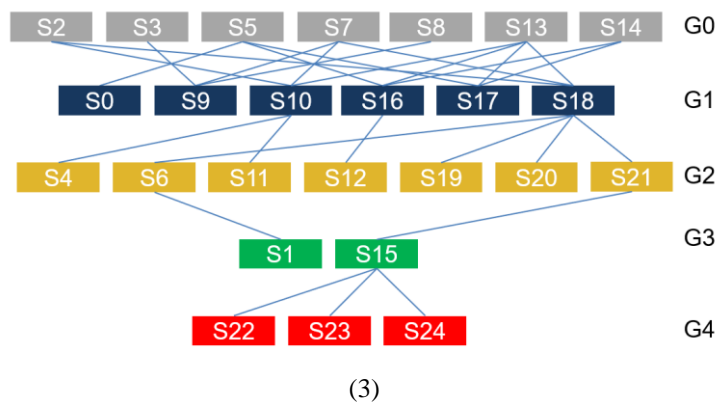 S2 S3 S5 S7 S8 S13 S14 G0
S0 S9 S10 S16 S17 S18 G1
S4 S6 S11 S12 S19 S20 S21 G2
G3
S1 S15
S22 S23 S24 G4
(3)